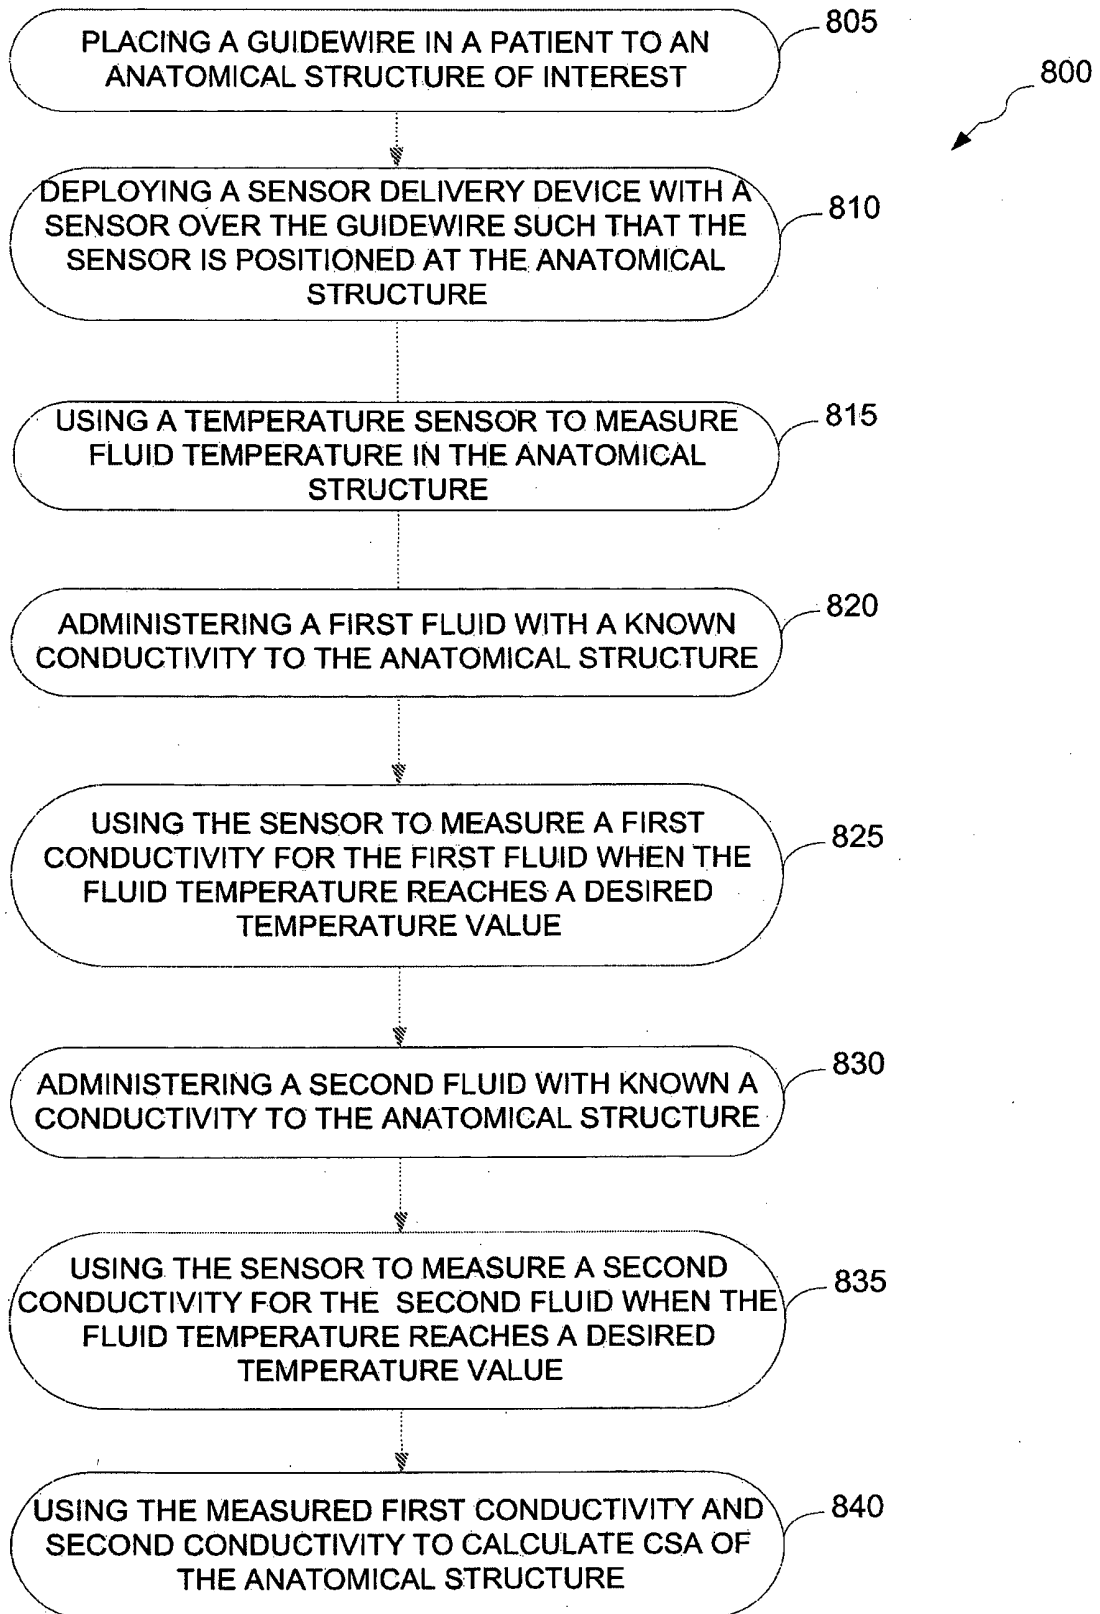 PLACING A GUIDEWIRE IN A PATIENT TO AN
ANATOMICAL STRUCTURE OF INTEREST
805
800
DEPLOYING A SENSOR DELIVERY DEVICE WITH A
SENSOR OVER THE GUIDEWIRE SUCH THAT THE
SENSOR IS POSITIONED AT THE ANATOMICAL
STRUCTURE
810
USING A TEMPERATURE SENSOR TO MEASURE
FLUID TEMPERATURE IN THE ANATOMICAL
STRUCTURE
815
ADMINISTERING A FIRST FLUID WITH A KNOWN
CONDUCTIVITY TO THE ANATOMICAL STRUCTURE
820
USING THE SENSOR TO MEASURE A FIRST
CONDUCTIVITY FOR THE FIRST FLUID WHEN THE
FLUID TEMPERATURE REACHES A DESIRED
TEMPERATURE VALUE
825
ADMINISTERING A SECOND FLUID WITH KNOWN A
CONDUCTIVITY TO THE ANATOMICAL STRUCTURE
830
USING THE SENSOR TO MEASURE A SECOND
CONDUCTIVITY FOR THE SECOND FLUID WHEN THE
FLUID TEMPERATURE REACHES A DESIRED
TEMPERATURE VALUE
835
USING THE MEASURED FIRST CONDUCTIVITY AND
SECOND CONDUCTIVITY TO CALCULATE CSA OF
THE ANATOMICAL STRUCTURE
840